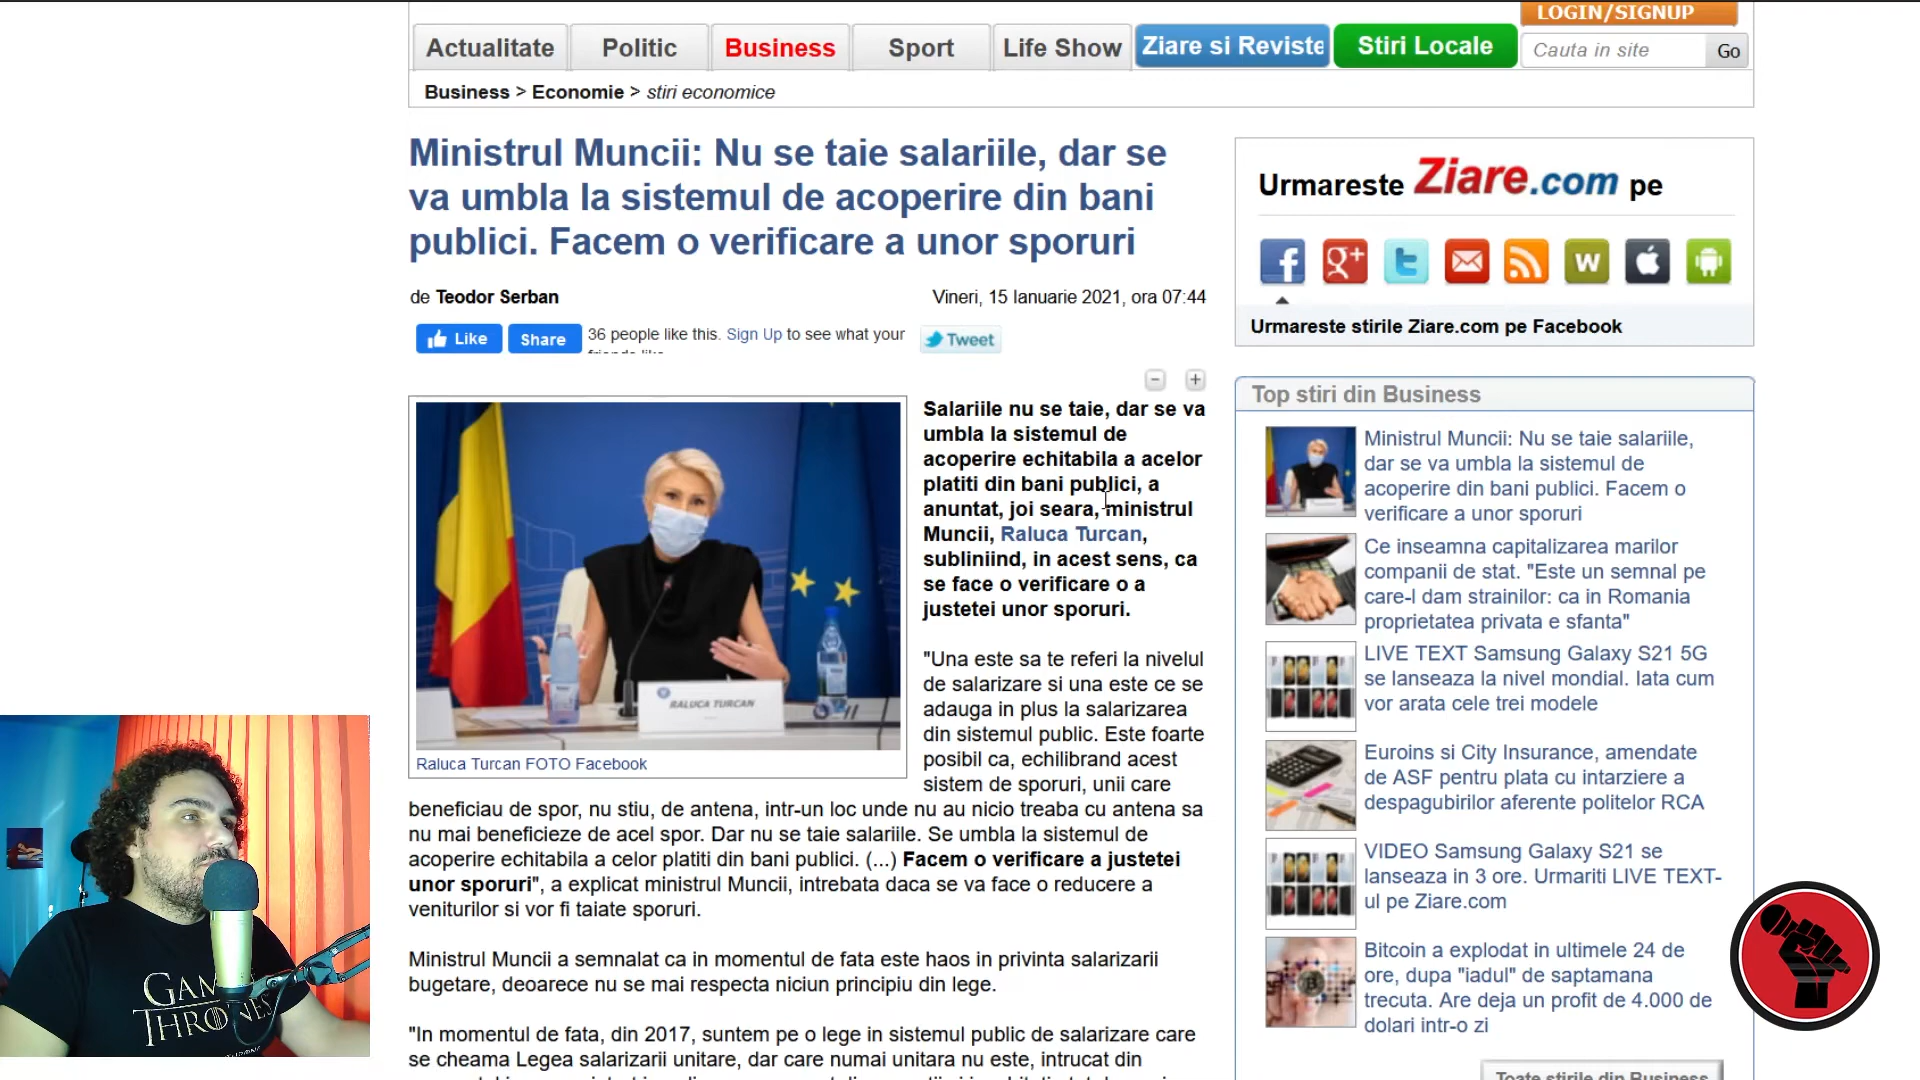 LOGIN/SIGNUP
Actualitate
Politic
Business
Sport
Life Show
Ziare si Reviste
Stiri Locale
Cauta in site
Go
Business > Economie > stiri economice
Ministrul Muncii: Nu se taie salariile, dar se
va umbla la sistemul de acoperire din bani
publici. Facem o verificare a unor sporuri
de Teodor Serban
Vineri, 15 Ianuarie 2021, ora 07:44
Like
Share
36 people like this. Sign Up to see what your
friends like.
Tweet
Salariile nu se taie, dar se va
umbla la sistemul de
acoperire echitabila a acelor
platiti din bani publici, a
anuntat, joi seara, ministrul
Muncii, Raluca Turcan,
subliniind, in acest sens, ca
se face o verificare o a
justetei unor sporuri.
RALUCA TURCAN
Raluca Turcan FOTO Facebook
"Una este sa te referi la nivelul
de salarizare si una este ce se
adauga in plus la salarizarea
din sistemul public. Este foarte
posibil ca, echilibrand acest
sistem de sporuri, unii care
beneficiau de spor, nu stiu, de antena, intr-un loc unde nu au nicio treaba cu antena sa
nu mai beneficieze de acel spor. Dar nu se taie salariile. Se umbla la sistemul de
acoperire echitabila a celor platiti din bani publici. (...) Facem o verificare a justetei
unor sporuri", a explicat ministrul Muncii, intrebata daca se va face o reducere a
veniturilor si vor fi taiate sporuri.
Ministrul Muncii a semnalat ca in momentul de fata este haos in privinta salarizarii
bugetare, deoarece nu se mai respecta niciun principiu din lege.
"In momentul de fata, din 2017, suntem pe o lege in sistemul public de salarizare care
se cheama Legea salarizarii unitare, dar care numai unitara nu este, intrucat din
Urmareste Ziare.com pe
Urmareste stirile Ziare.com pe Facebook
Top stiri din Business
Ministrul Muncii: Nu se taie salariile,
dar se va umbla la sistemul de
acoperire din bani publici. Facem o
verificare a unor sporuri
Ce inseamna capitalizarea marilor
companii de stat. "Este un semnal pe
care-l dam strainilor: ca in Romania
proprietatea privata e sfanta"
LIVE TEXT Samsung Galaxy S21 5G
se lanseaza la nivel mondial. Iata cum
vor arata cele trei modele
Euroins si City Insurance, amendate
de ASF pentru plata cu intarziere a
despagubirilor aferente politelor RCA
VIDEO Samsung Galaxy S21 se
lanseaza in 3 ore. Urmariti LIVE TEXT-
ul pe Ziare.com
Bitcoin a explodat in ultimele 24 de
ore, dupa "iadul" de saptamana
trecuta. Are deja un profit de 4.000 de
dolari intr-o zi
Toate stirile din Business
GAME
THRONES